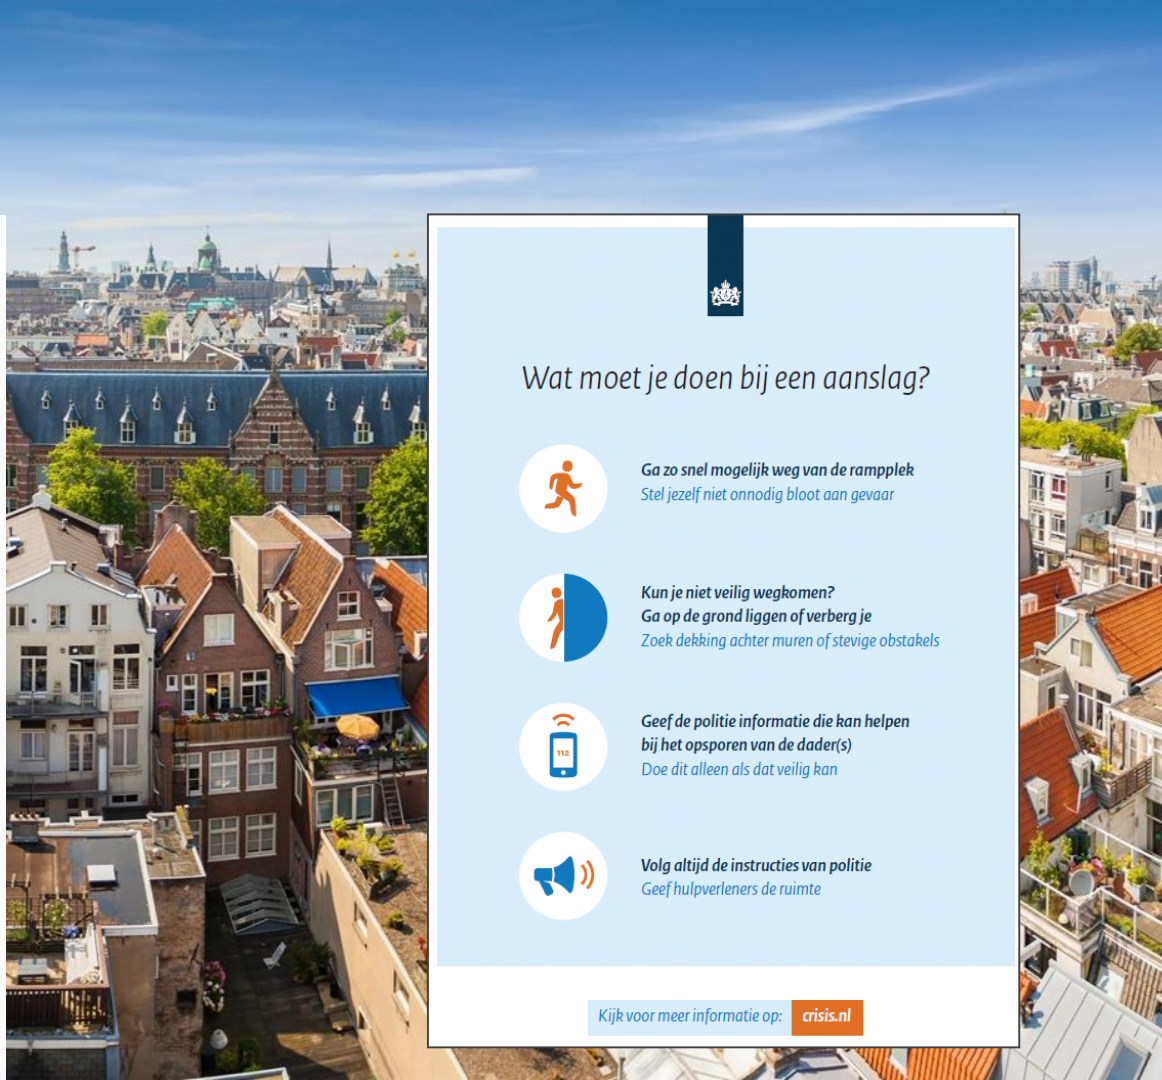 Wat moet je doen bij een aanslag?
Ga zo snel mogelijk weg van de rampplek
Stel jezelf niet onnodig bloot aan gevaar
Kun je niet veilig wegkomen?
Ga op de grond liggen of verberg je
Zoek dekking achter muren of stevige obstakels
112
Geef de politie informatie die kan helpen
bij het opsporen van de dader(s)
Doe dit alleen als dat veilig kan
Volg altijd de instructies van politie
Geef hulpverleners de ruimte
Kijk voor meer informatie op: crisis.nl